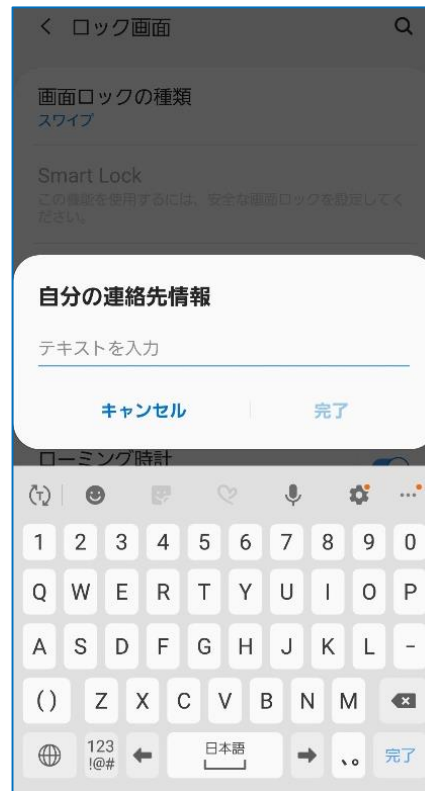 ロック画面
画面ロックの種類
スワイプ
Smart Lock
この機能を使用するには、安全な画面ロックを設定してく
ださい。
自分の連絡先情報
テキストを入力
キャンセル 完了
ローミング時計
(T)
1 2 3 4 5 6 7 8 9 0
Q W E R T Y U I O P
A S D F G H J K L -
() Z X C V B N M
123 日本語 、。 完了
!@#